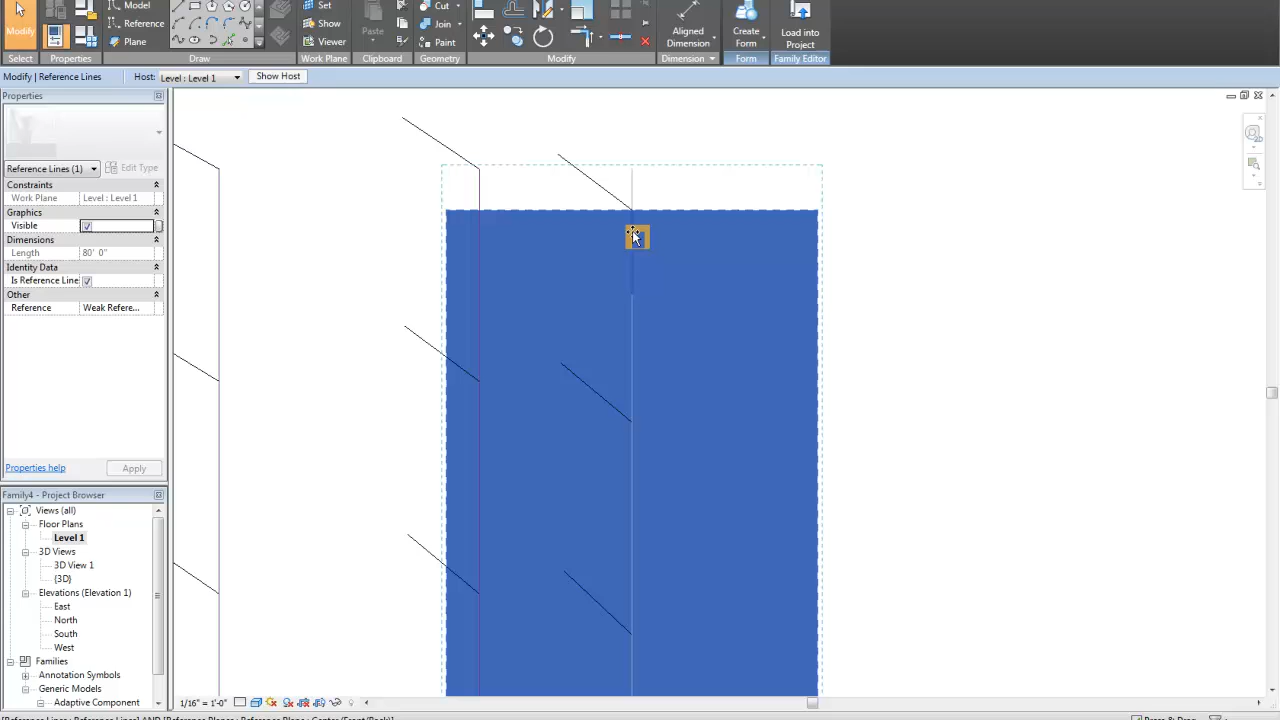 Model
Set
Cut
Modify
Reference
Show
Paste
Join
Aligned
Dimension
Create
Form
Load into
Project
Plane
Viewer
Paint
Select
Properties
Draw
Work Plane
Clipboard
Geometry
Modify
Dimension
Form
Family Editor
Modify | Reference Lines
Host: Level : Level 1
Show Host
Properties
Reference Lines (1)
Edit Type
Constraints
Work Plane Level : Level 1
Graphics
Visible
Dimensions
Length 80' 0"
Identity Data
Is Reference Line
Other
Reference Weak Refere...
Properties help
Apply
Family4 - Project Browser
Views (all)
Floor Plans
Level 1
3D Views
3D View 1
{3D}
Elevations (Elevation 1)
East
North
South
West
Families
Annotation Symbol
Generic Models
Adaptive Component
1/16" = 1'-0"